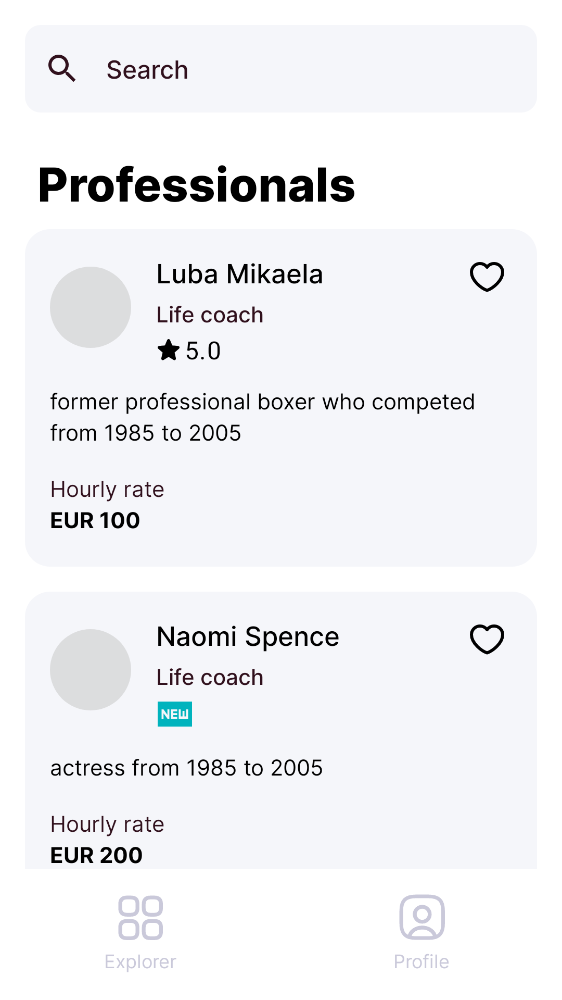 Search
Professionals
Luba Mikaela
Life coach
5.0
former professional boxer who competed
from 1985 to 2005
Hourly rate
EUR 100
Naomi Spence
Life coach
NEW
actress from 1985 to 2005
Hourly rate
EUR 200
Explorer
Profile